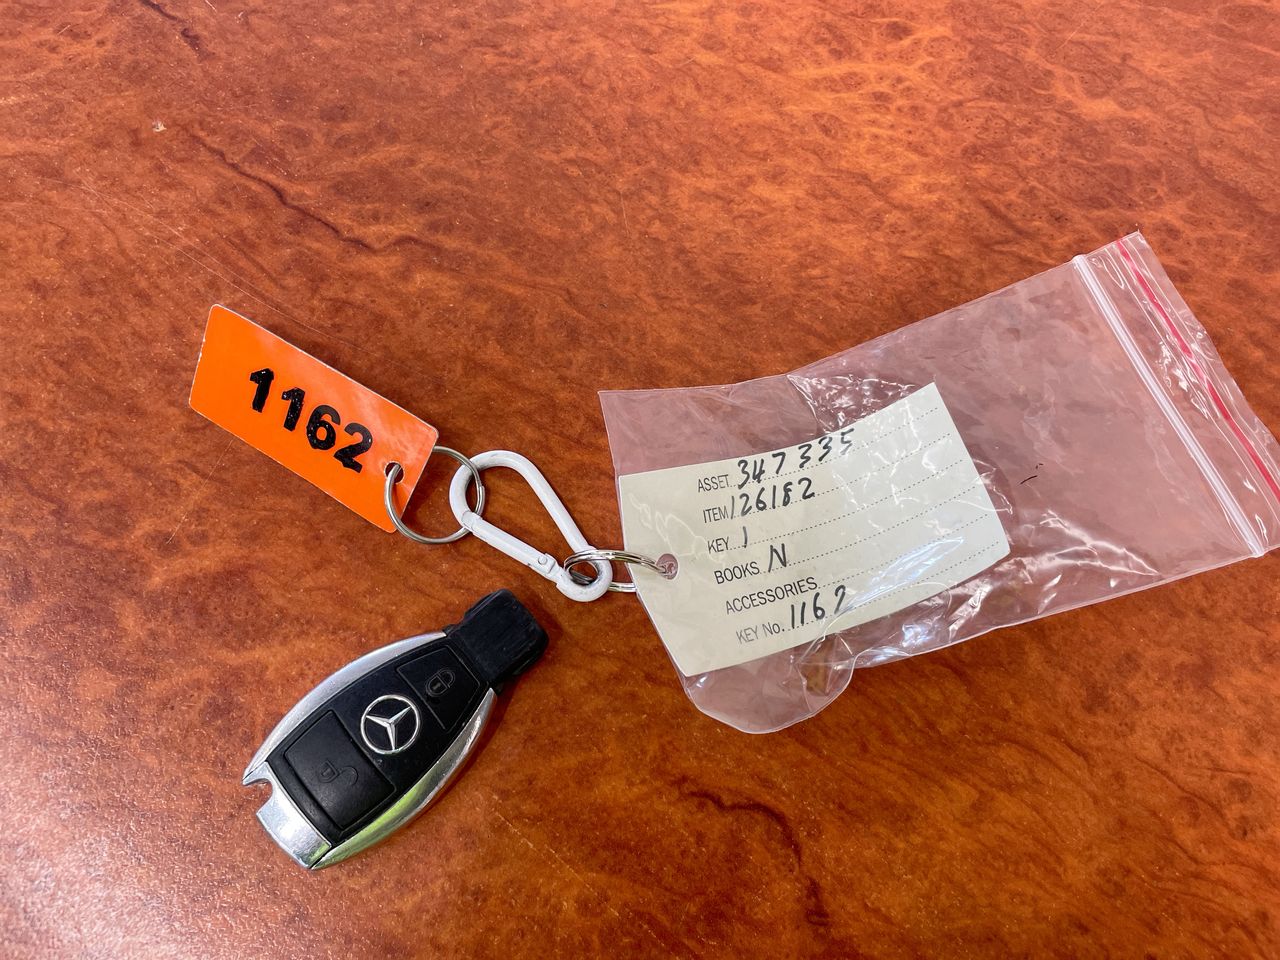 1162
ASSET 347335
ITEM 126182
KEY 1
BOOKS N
ACCESSORIES
KEY No. 1162